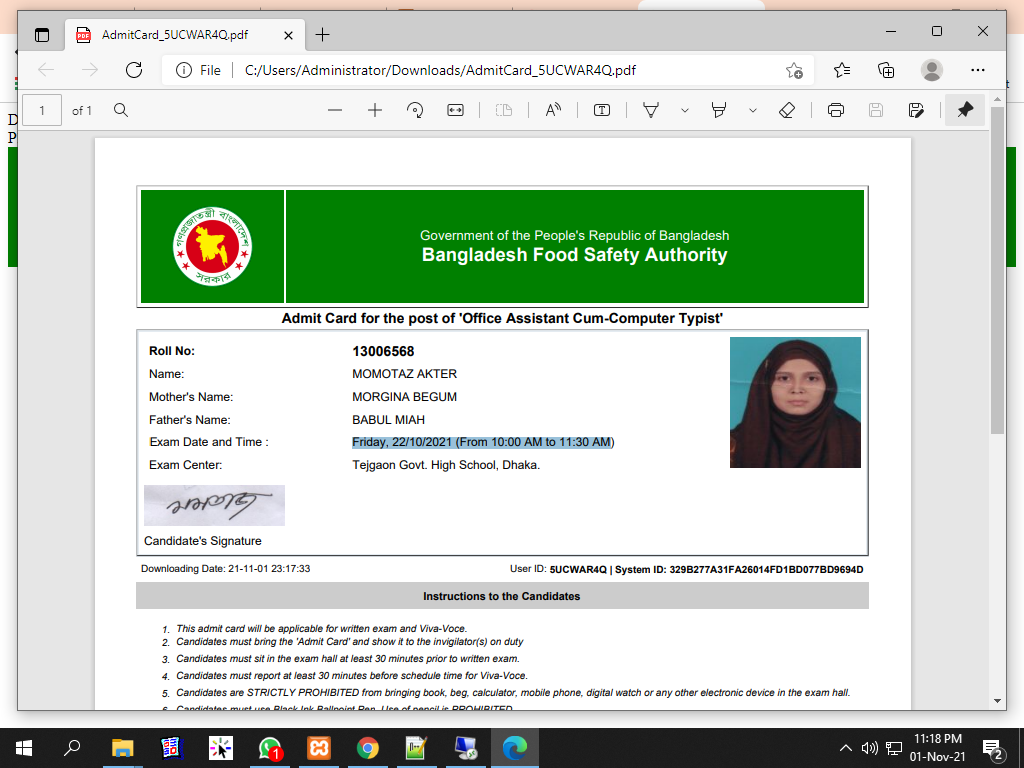 AdmitCard_5UCWAR4Q.pdf
File
C:/Users/Administrator/Downloads/AdmitCard_5UCWAR4Q.pdf
1 of 1
গণপ্রজাতন্ত্রী বাংলাদেশ
সরকার
Government of the People's Republic of Bangladesh
Bangladesh Food Safety Authority
Admit Card for the post of 'Office Assistant Cum-Computer Typist'
Roll No: 13006568
Name: MOMOTAZ AKTER
Mother's Name: MORGINA BEGUM
Father's Name: BABUL MIAH
Exam Date and Time : Friday, 22/10/2021 (From 10:00 AM to 11:30 AM)
Exam Center: Tejgaon Govt. High School, Dhaka.
Candidate's Signature
Downloading Date: 21-11-01 23:17:33 User ID: 5UCWAR4Q | System ID: 329B277A31FA26014FD1BD077BD9694D
Instructions to the Candidates
1. This admit card will be applicable for written exam and Viva-Voce.
2. Candidates must bring the 'Admit Card' and show it to the invigilator(s) on duty
3. Candidates must sit in the exam hall at least 30 minutes prior to written exam.
4. Candidates must report at least 30 minutes before schedule time for Viva-Voce.
5. Candidates are STRICTLY PROHIBITED from bringing book, beg, calculator, mobile phone, digital watch or any other electronic device in the exam hall.
6. Candidates must use Black Ink Ballpoint Pen. Use of pencil is PROHIBITED
11:18 PM
01-Nov-21